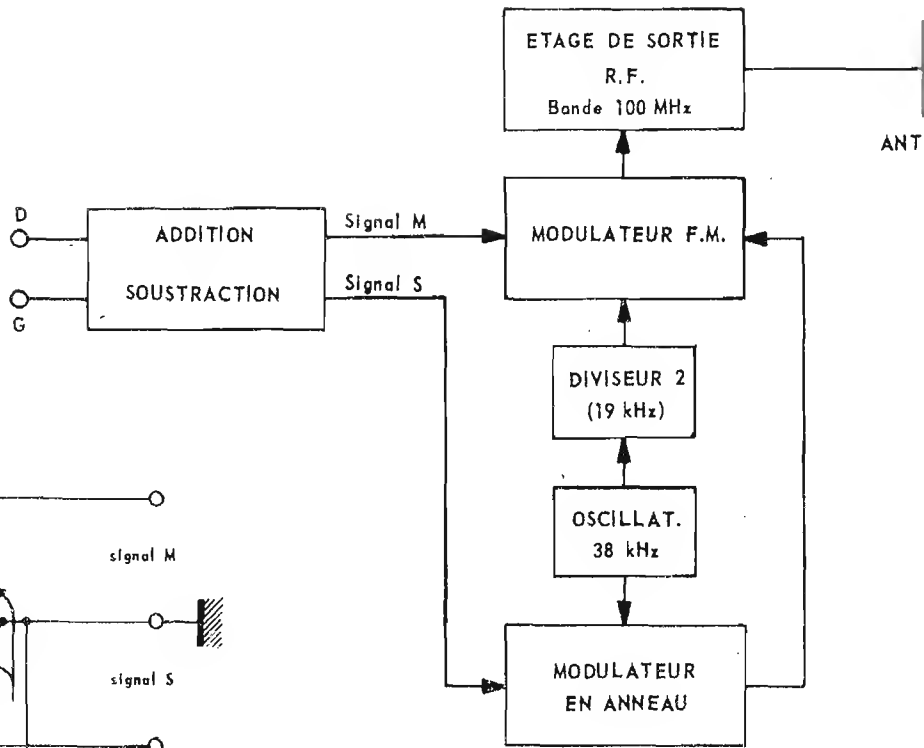 ETAGE DE SORTIE
R.F.
Bande 100 MHz
ANT
D
G
ADDITION
SOUSTRACTION
Signal M
Signal S
MODULATEUR F.M.
DIVISEUR 2
(19 kHz)
OSCILLAT.
38 kHz
MODULATEUR
EN ANNEAU
signal M
signal S